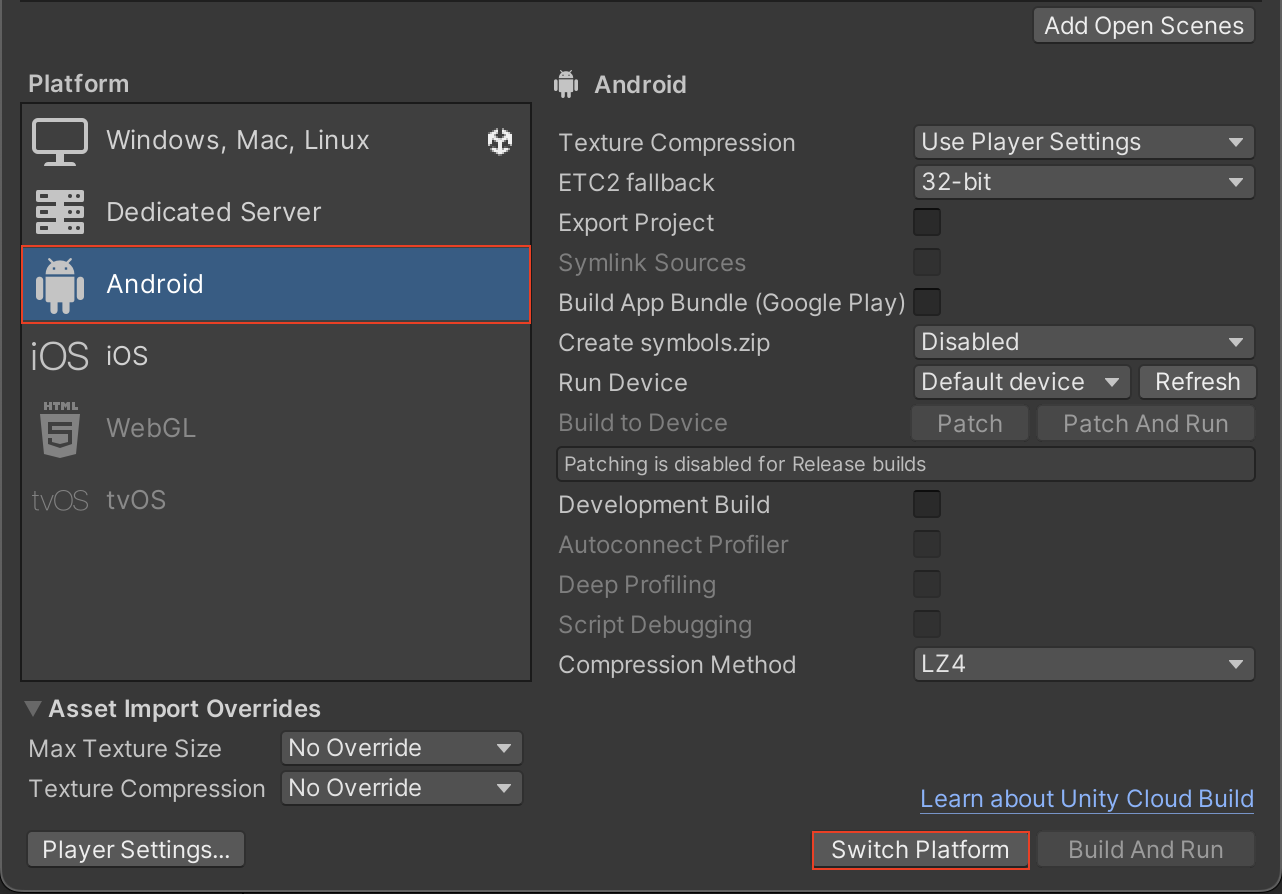 Add Open Scenes
Platform
Windows, Mac, Linux
Dedicated Server
Android
iOS iOS
HTML
5
WebGL
tvOS tvOS
Android
Texture Compression Use Player Settings
ETC2 fallback 32-bit
Export Project
Symlink Sources
Build App Bundle (Google Play)
Create symbols.zip Disabled
Run Device Default device Refresh
Build to Device Patch Patch And Run
Patching is disabled for Release builds
Development Build
Autoconnect Profiler
Deep Profiling
Script Debugging
Compression Method LZ4
Asset Import Overrides
Max Texture Size No Override
Texture Compression No Override
Learn about Unity Cloud Build
Player Settings... Switch Platform Build And Run